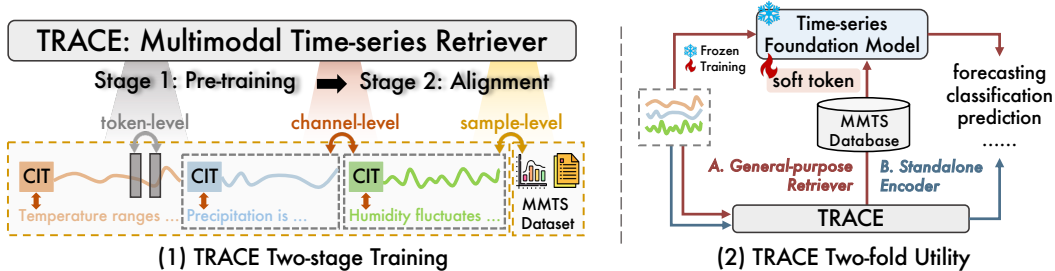 TRACE: Multimodal Time-series Retriever
Stage 1: Pre-training
Stage 2: Alignment
token-level
channel-level
sample-level
CIT
CIT
CIT
Temperature ranges ...
Precipitation is ...
Humidity fluctuates ...
MMTS
Dataset
(1) TRACE Two-stage Training
Time-series
Foundation Model
Frozen
Training
soft token
MMTS
Database
forecasting
classification
prediction
......
A. General-purpose
Retriever
B. Standalone
Encoder
TRACE
(2) TRACE Two-fold Utility